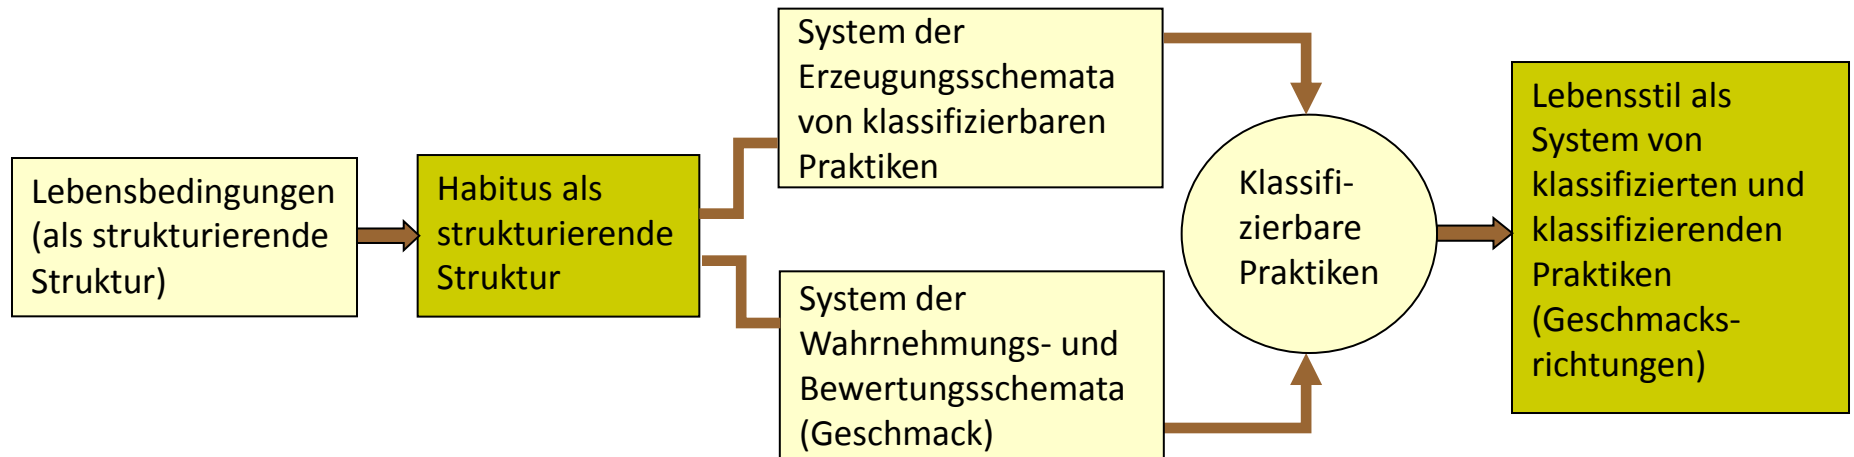 Lebensbedingungen
(als strukturierende
Struktur)
Habitus als
strukturierende
Struktur
System der
Erzeugungsschemata
von klassifizierbaren
Praktiken
System der
Wahrnehmungs- und
Bewertungsschemata
(Geschmack)
Klassifi-
zierbare
Praktiken
Lebensstil als
System von
klassifizierten und
klassifizierenden
Praktiken
(Geschmacks-
richtungen)